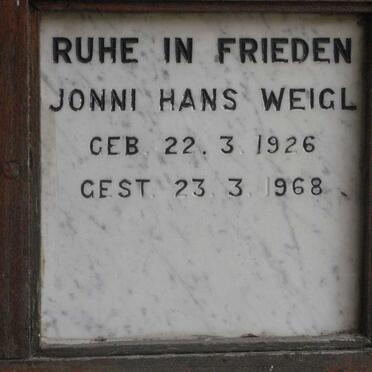 RUHE IN FRIEDEN
JONNI HANS WEIGL
GEB. 22. 3. 1926
GEST. 23. 3. 1968